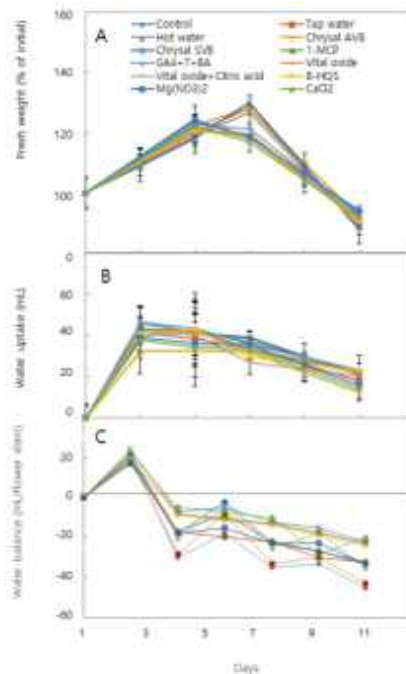 160
140
120
100
0
Fresh weight (% of initial)
A
Control
Tap water
Hot water
Chrysal AVB
Chrysal SVB
1-MCP
GA4+7+BA
Vital oxide
Vital oxide+Citric acid
8-HQS
Mg(NO3)2
CaCl2
60
40
20
0
Water uptake (mL)
B
20
0
-20
-40
-60
Water balance (mL/flower stem)
C
1 3 5 7 9 11
Days